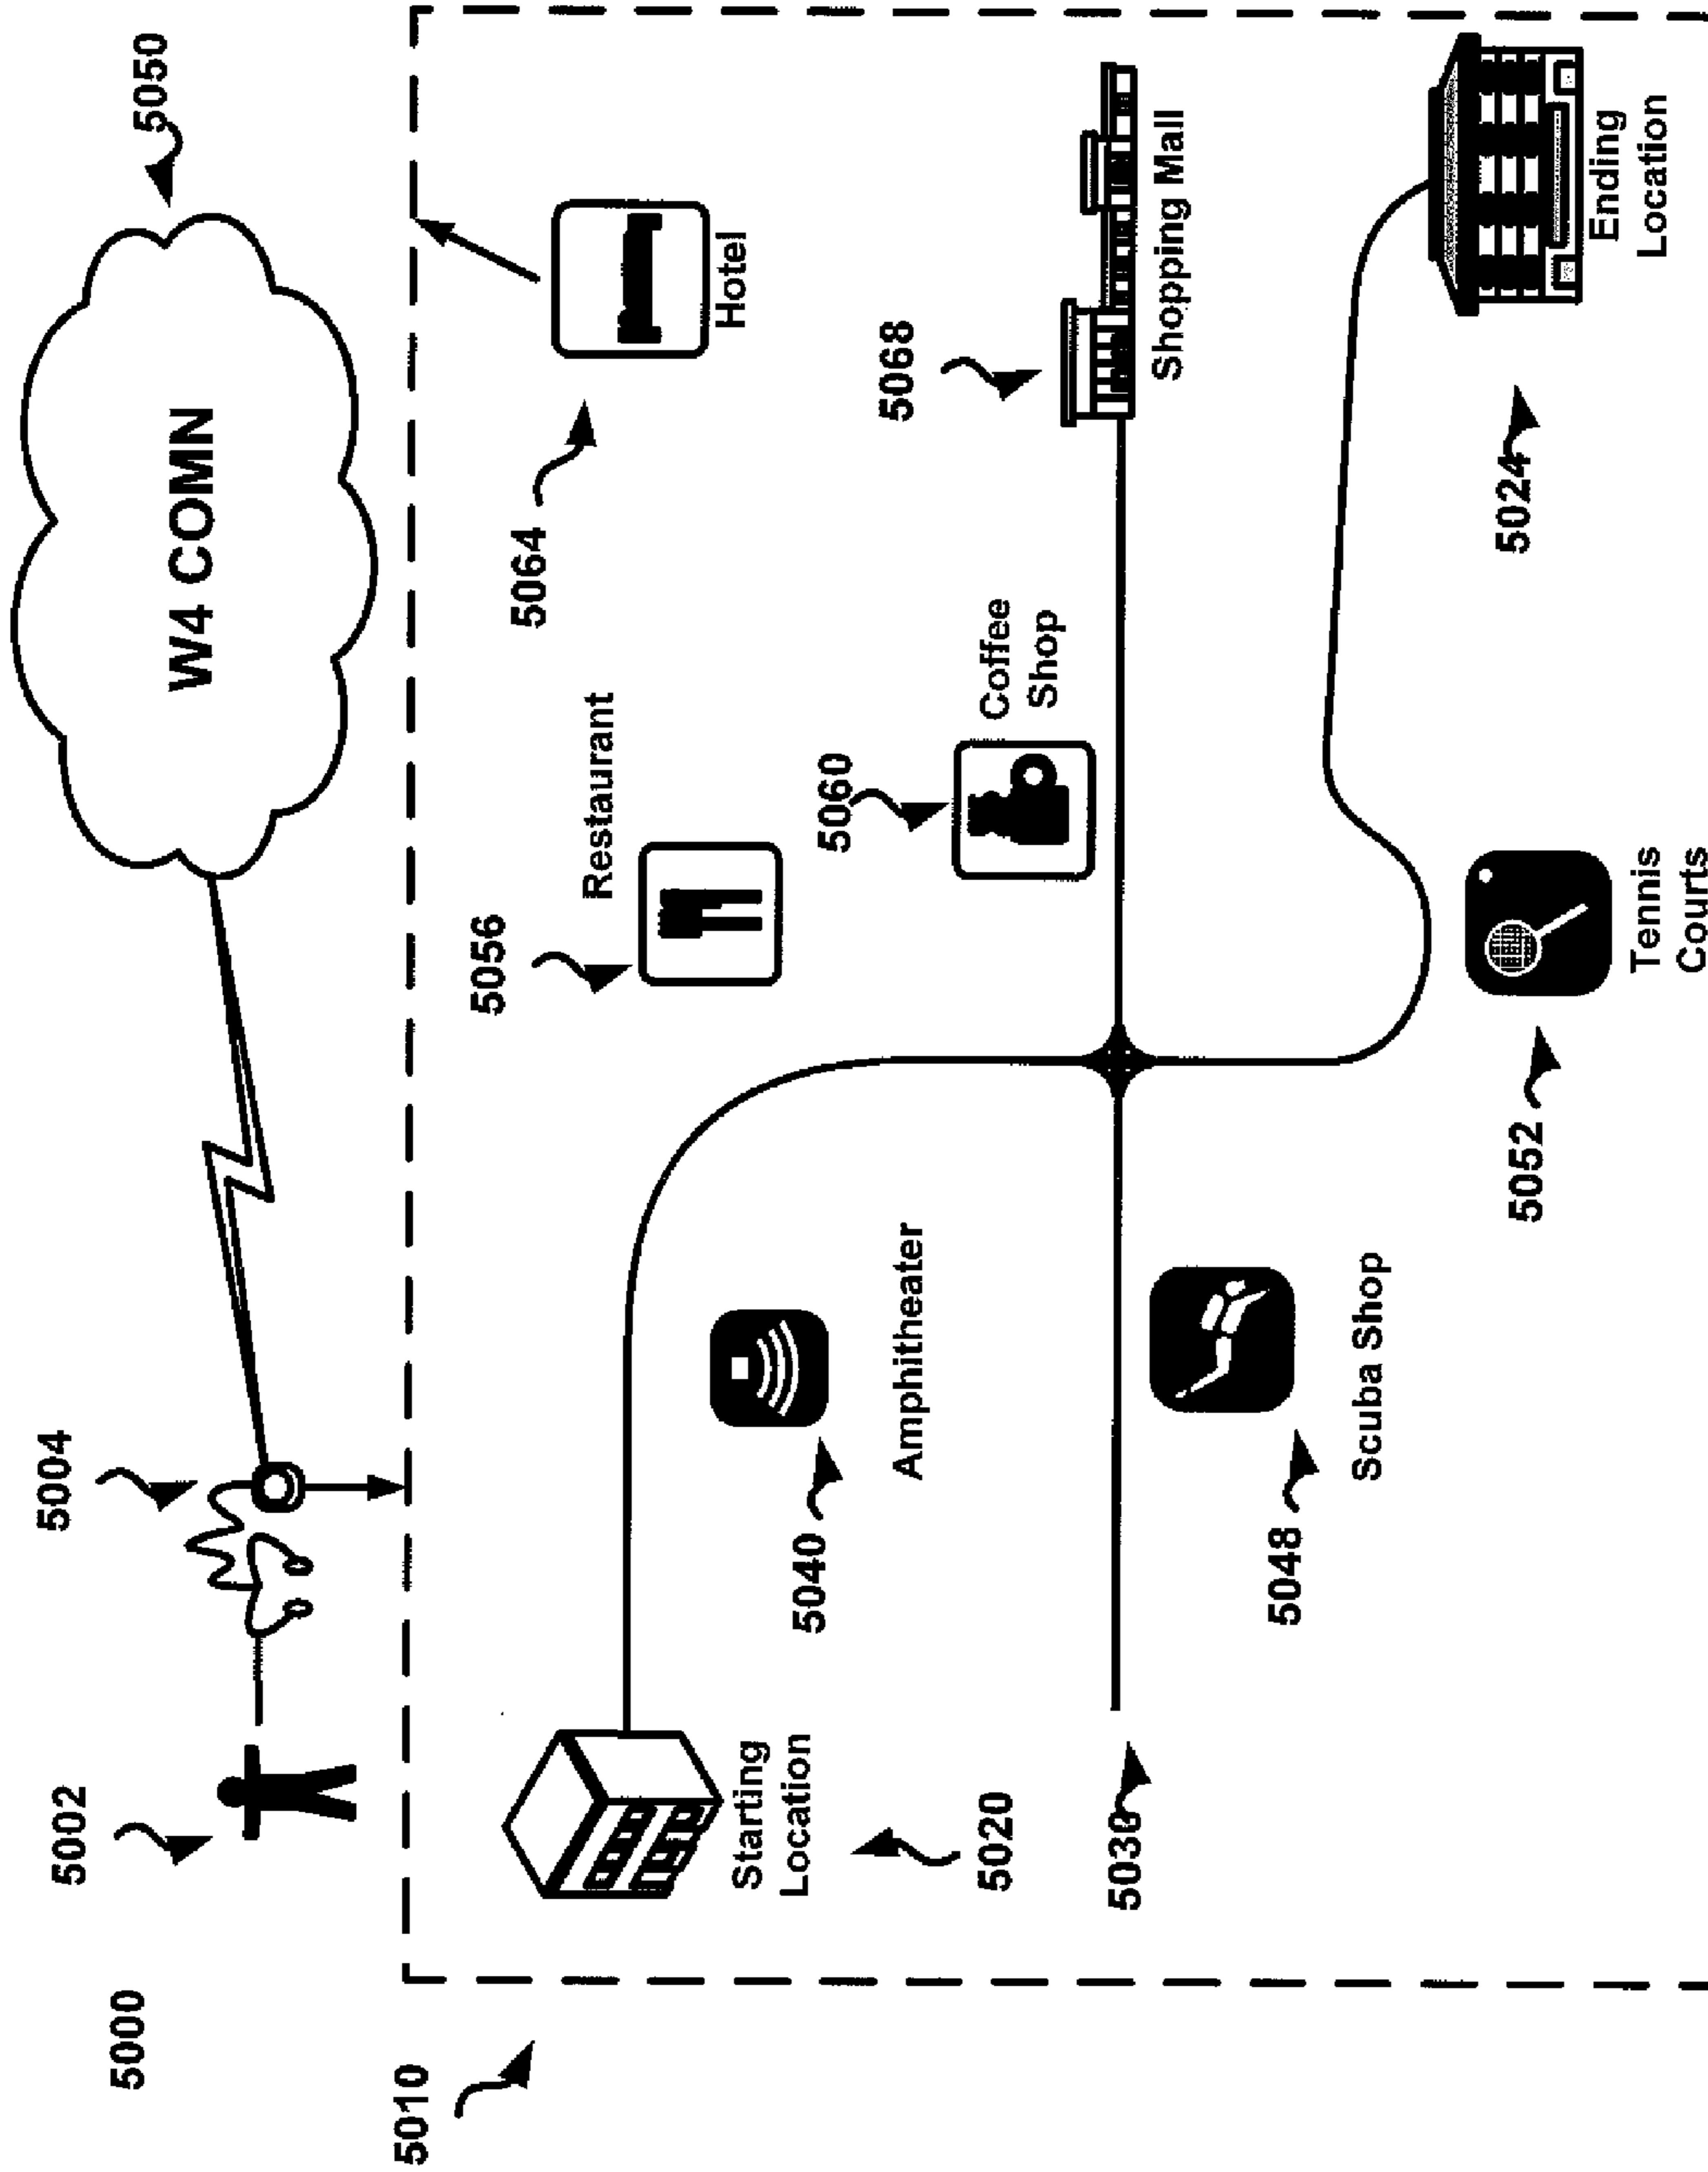 5000
5002
5004
5050
W4 COMN
5010
5056
Restaurant
5064
Hotel
Starting
Location
5020
5040
Amphitheater
5060
Coffee
Shop
5068
Shopping Mall
5030
5048
Scuba Shop
5052
Tennis
Courts
5024
Ending
Location